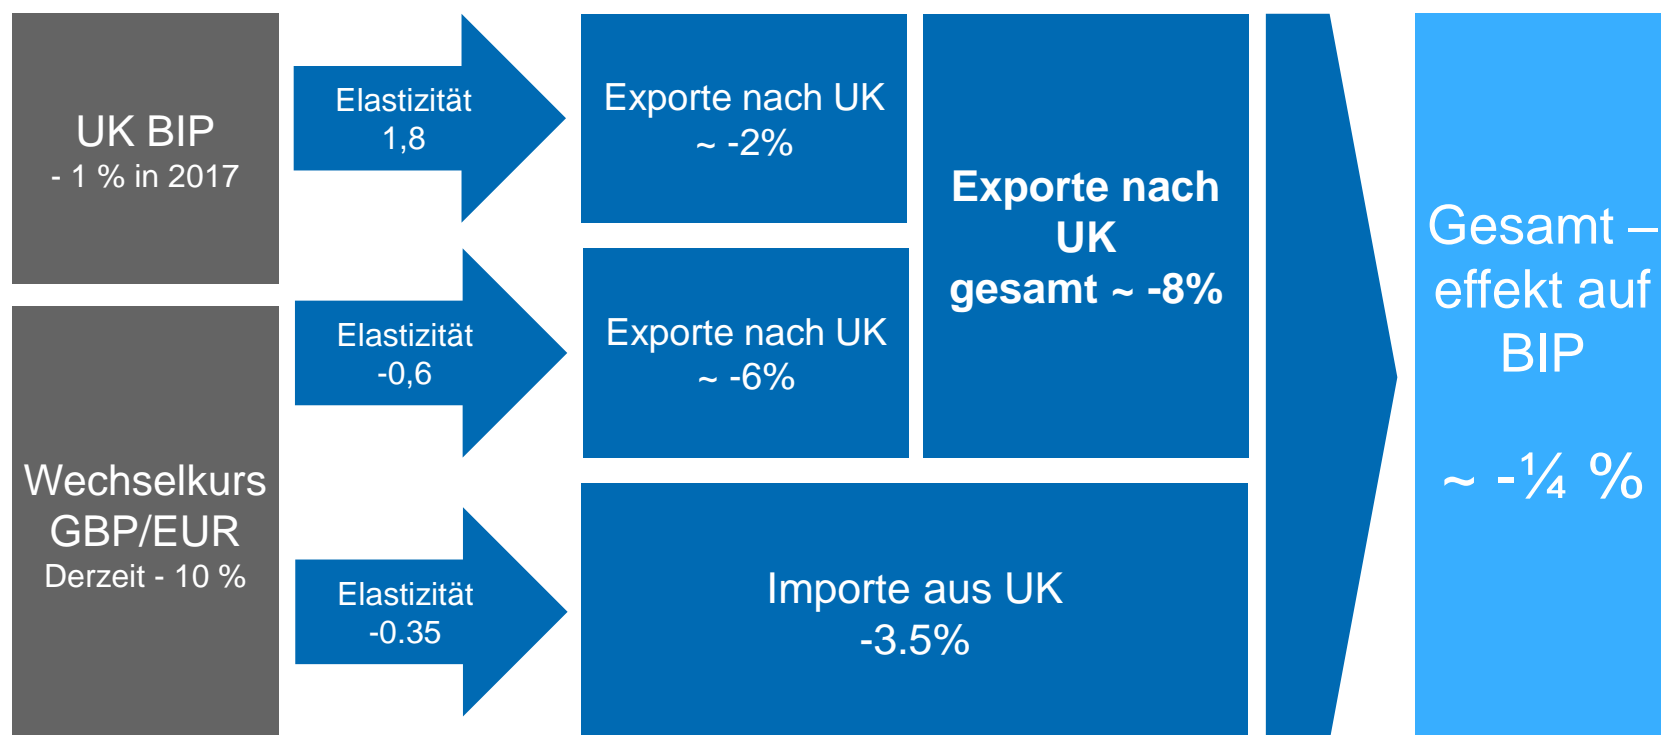 UK BIP
- 1 % in 2017
Elastizität
1,8
Exporte nach UK
~ -2%
Wechselkurs
GBP/EUR
Derzeit - 10 %
Elastizität
-0,6
Exporte nach UK
~ -6%
Exporte nach
UK
gesamt ~ -8%
Elastizität
-0.35
Importe aus UK
-3.5%
Gesamt –
effekt auf
BIP
~ -¼ %